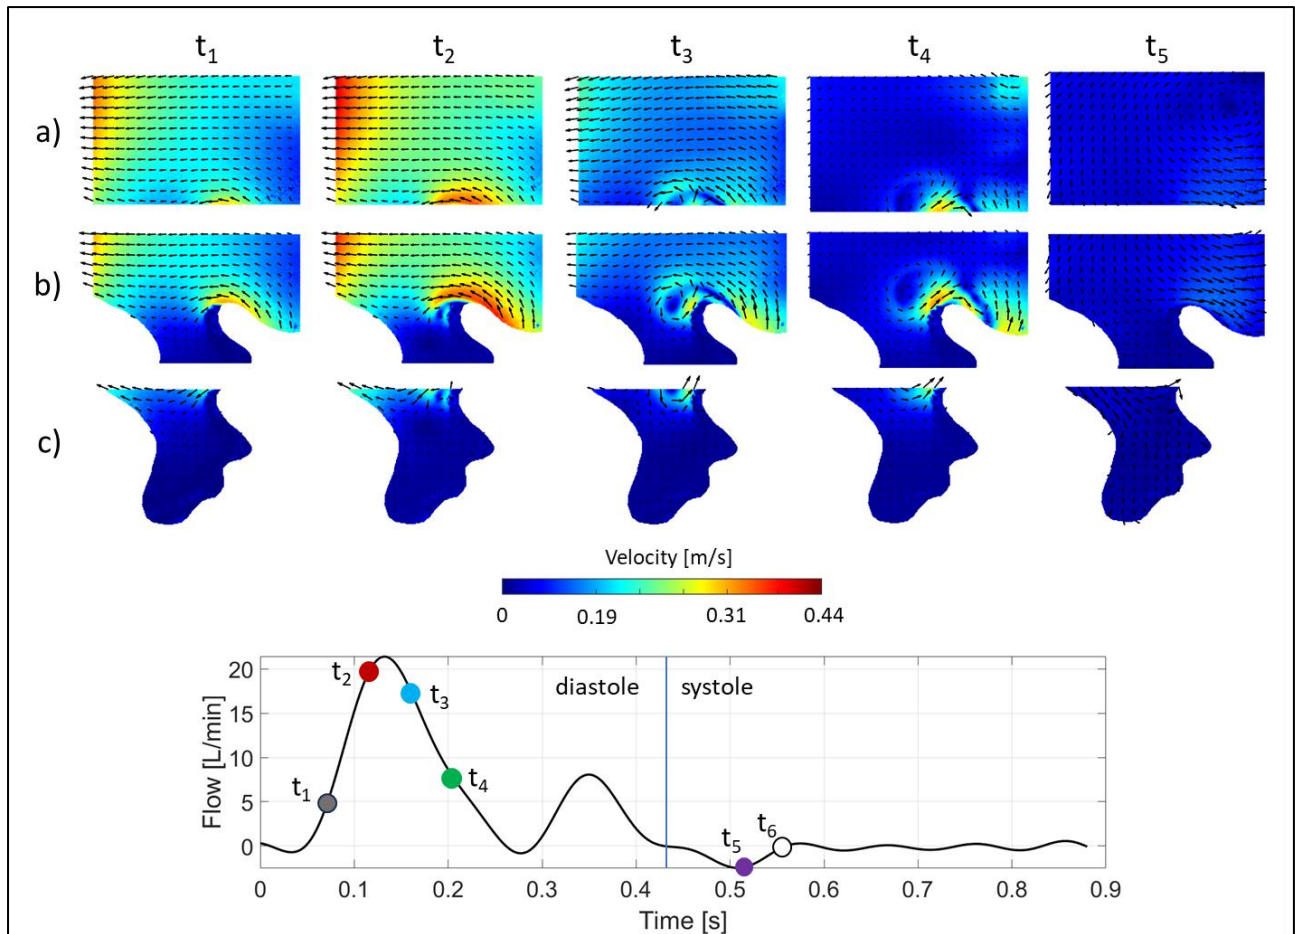 t₁ t₂ t₃ t₄ t₅
a)
b)
c)
Velocity [m/s]
0 0.19 0.31 0.44
Flow [L/min]
20
15
10
5
0
t₁
t₂
t₃
t₄
diastole systole
t₅
t₆
0 0.1 0.2 0.3 0.4 0.5 0.6 0.7 0.8 0.9
Time [s]